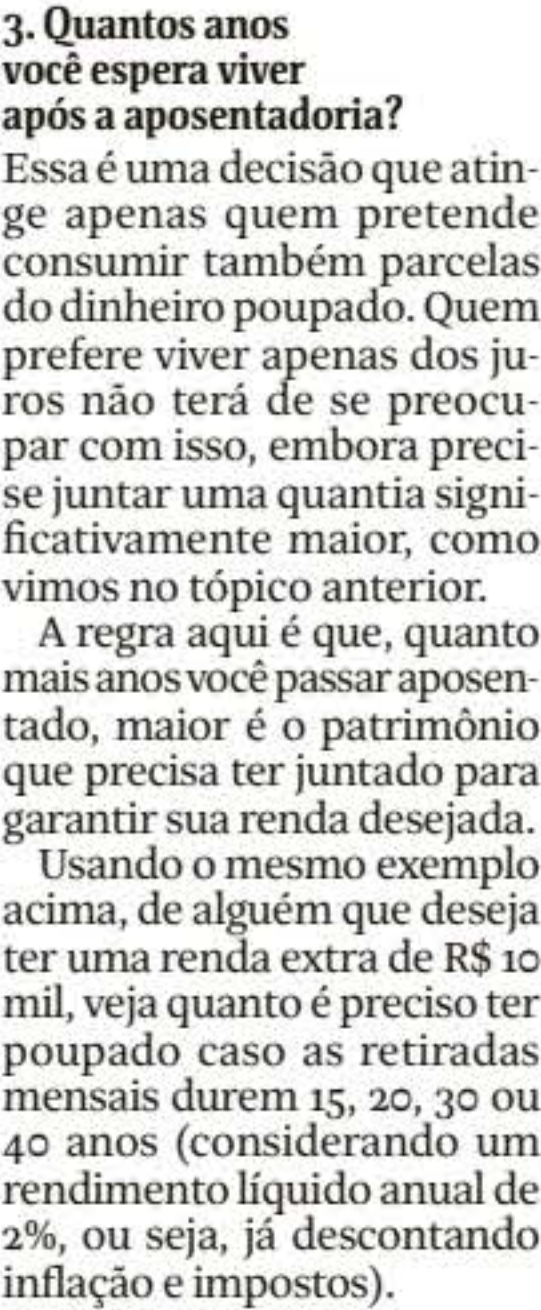 3. Quantos anos
você espera viver
após a aposentadoria?
Essa é uma decisão que atin-
ge apenas quem pretende
consumir também parcelas
do dinheiro poupado. Quem
prefere viver apenas dos ju-
ros não terá de se preocu-
par com isso, embora preci-
se juntar uma quantia signi-
ficativamente maior, como
vimos no tópico anterior.
A regra aqui é que, quanto
mais anos você passar aposen-
tado, maior é o patrimônio
que precisa ter juntado para
garantir sua renda desejada.
Usando o mesmo exemplo
acima, de alguém que deseja
ter uma renda extra de R$ 10
mil, veja quanto é preciso ter
poupado caso as retiradas
mensais durem 15, 20, 30 ou
40 anos (considerando um
rendimento líquido anual de
2%, ou seja, já descontando
inflação e impostos).